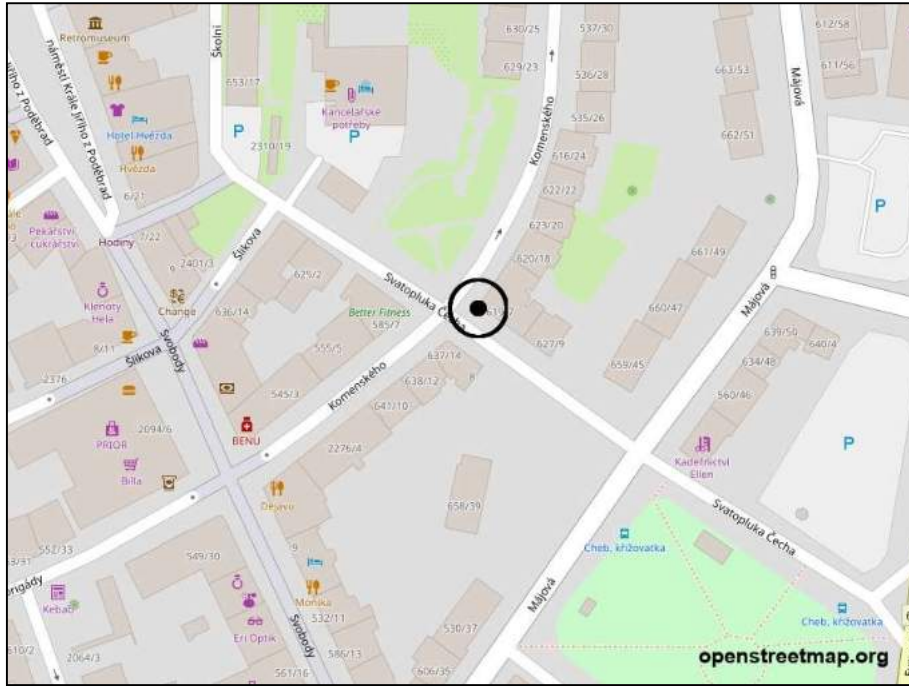 Retromuseum
náměstí Krále Jiřího z Poděbrad
Jiřího z Poděbrad
Školní
653/17
630/25
629/23
537/30
536/28
535/26
663/53
662/51
612/58
611/56
Májová
Kancelářské
potřeby
P
P
2310/19
Hotel Hvězda
Hvězda
6/21
Komenského
616/24
622/22
623/20
620/18
P
Pekařství
cukrářství
Hodiny
7/22
2401/3
Šlikova
661/49
Klenoty
Hela
Change
636/14
625/2
Svatopluka Čecha
Better Fitness
585/7
627/9
660/47
Májová
8/11
Šlikova
Svobody
555/5
637/14
8
659/45
639/50
640/4
634/48
2376
545/3
Komenského
638/12
641/10
560/46
PRIOR
2094/6
BENU
2276/4
Kadeřnictví
Ellen
P
Billa
Dejavu
658/39
Svatopluka Čecha
552/33
549/30
9
Cheb, křižovatka
Kebab
Monika
532/11
Májová
Cheb, křižovatka
610/2
2064/3
Eri Optik
Svobody
586/13
561/16
530/37
606/35
openstreetmap.org